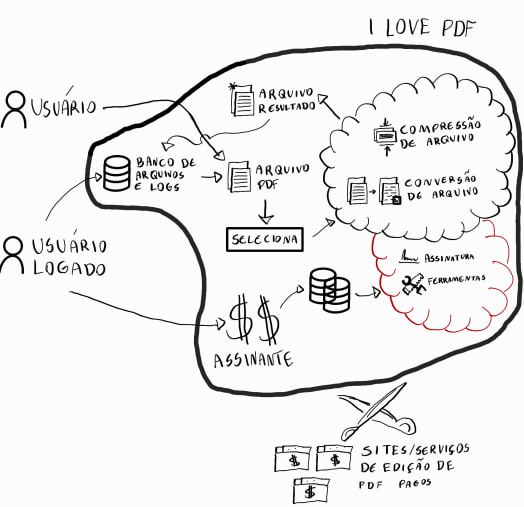 I LOVE PDF
ARQUIVO
RESULTADO
USUÁRIO
COMPRESSÃO
DE ARQUIVO
BANCO DE
ARQUIVOS
E LOGS
ARQUIVO
PDF
CONVERSÃO
DE ARQUIVO
SELECIONA
USUÁRIO
LOGADO
ASSINATURA
FERRAMENTAS
$ $
ASSINANTE
SITES/SERVIÇOS
DE EDIÇÃO DE
PDF PAGOS
$ $
$